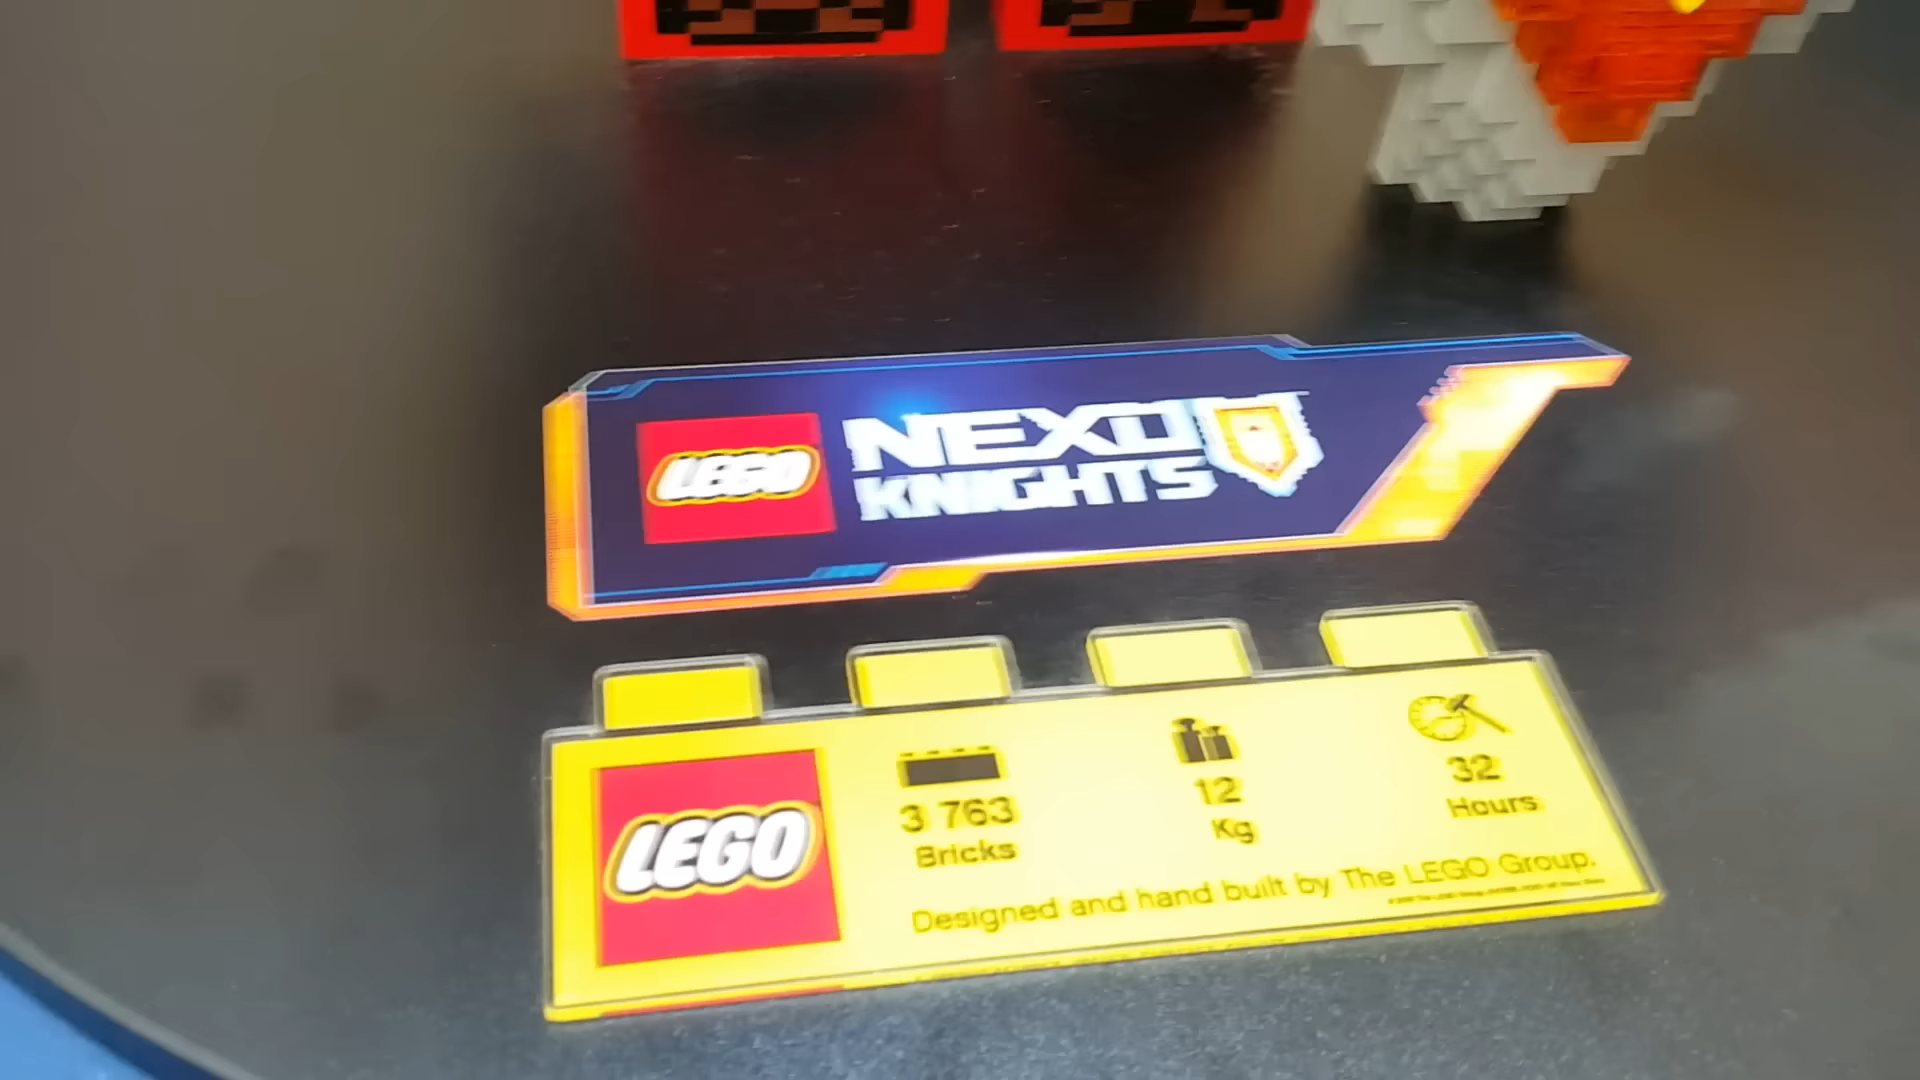 LEGO
NEXO
KNIGHTS
LEGO
3 763
Bricks
12
Kg
32
Hours
Designed and hand built by The LEGO Group.